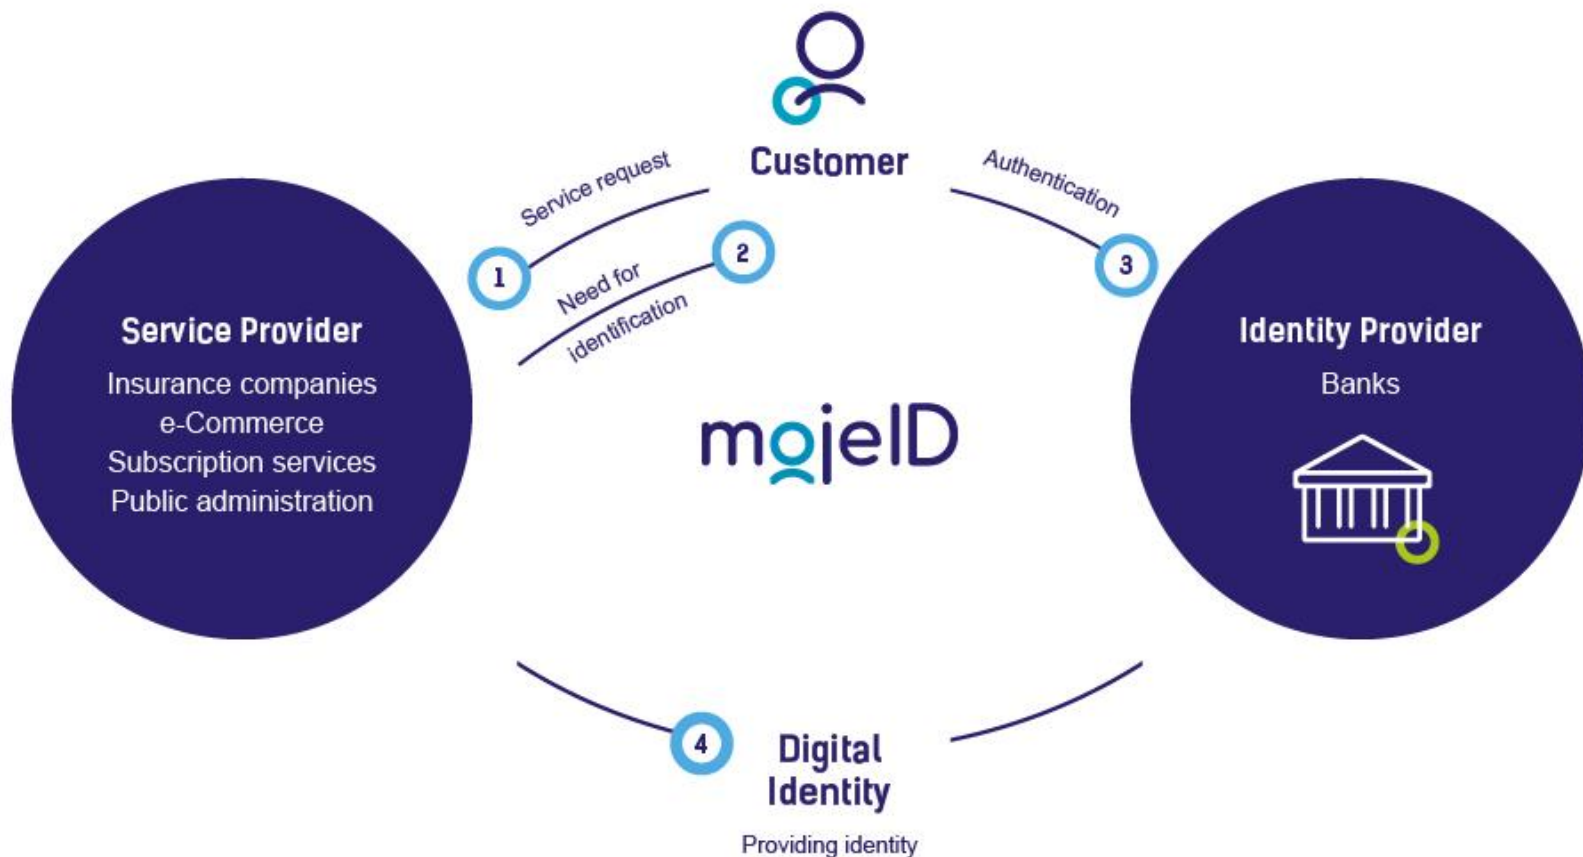 Customer
Service request
Authentication
1
2
3
Need for
identification
Service Provider
Insurance companies
e-Commerce
Subscription services
Public administration
mojeID
Identity Provider
Banks
4
Digital
Identity
Providing identity